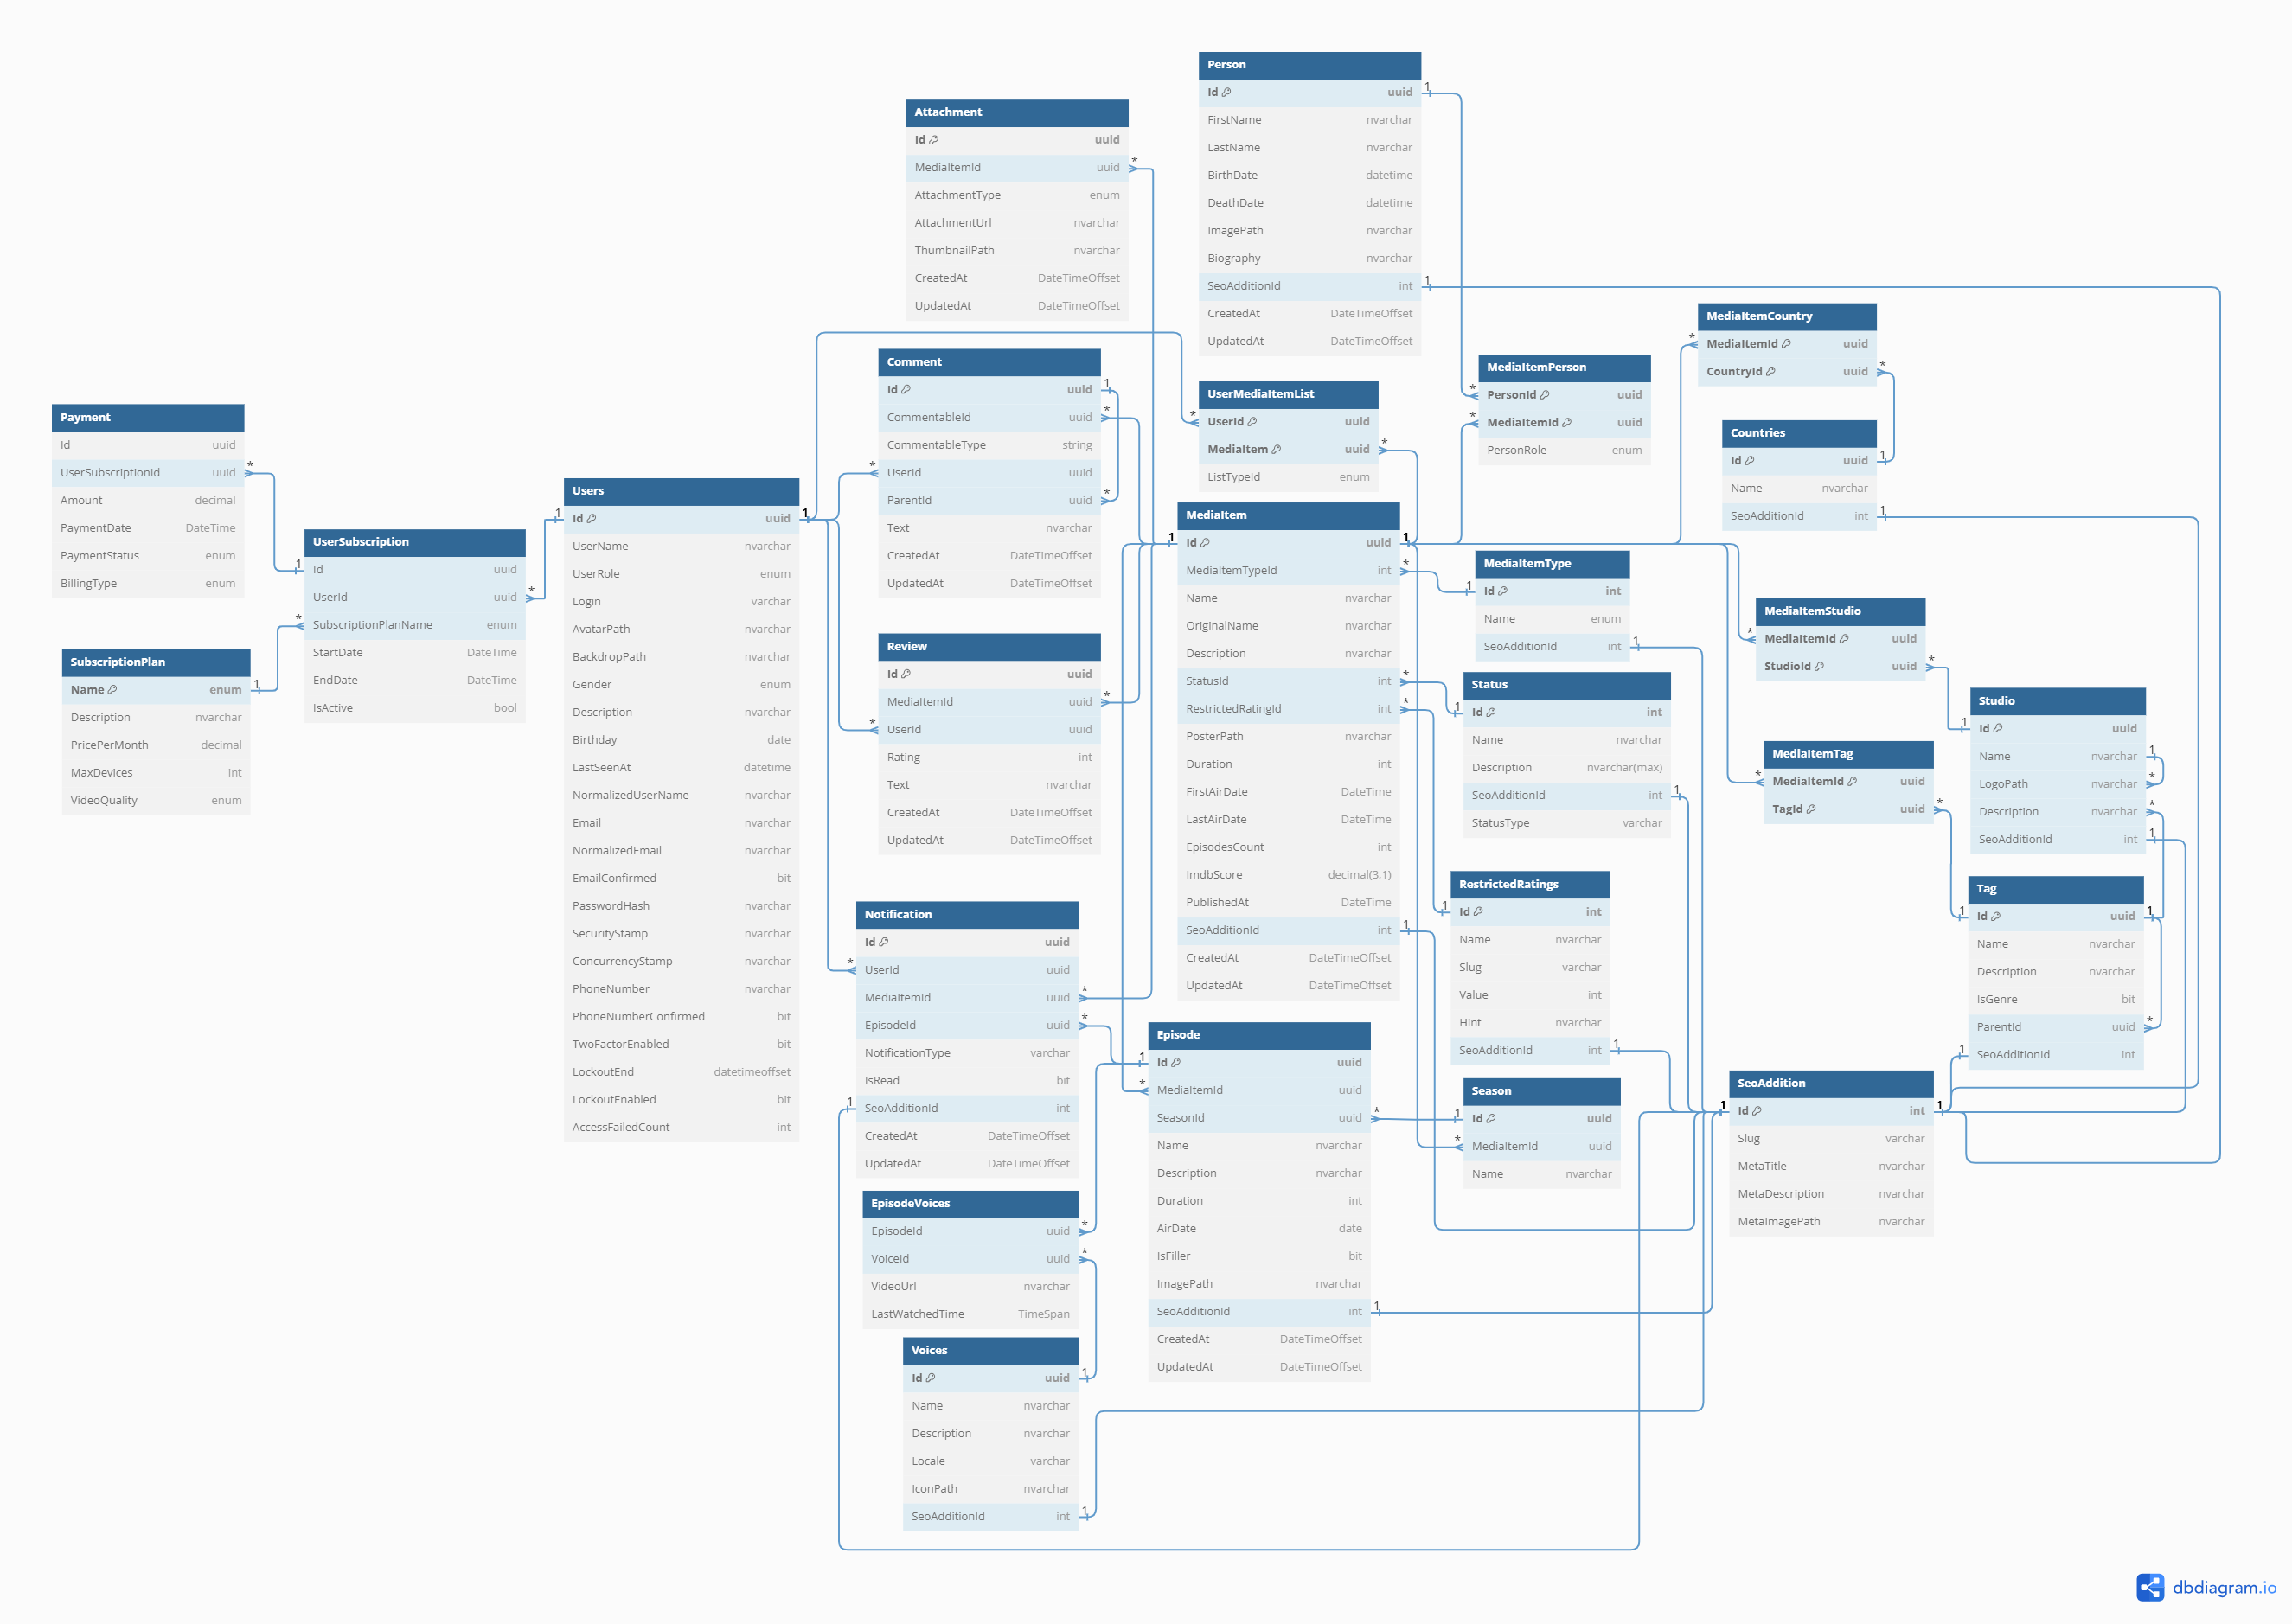 Person
Id uuid
FirstName nvarchar
LastName nvarchar
BirthDate datetime
DeathDate datetime
ImagePath nvarchar
Biography nvarchar
SeoAdditionId int
CreatedAt DateTimeOffset
UpdatedAt DateTimeOffset
Attachment
Id uuid
MediaItemId uuid
AttachmentType enum
AttachmentUrl nvarchar
ThumbnailPath nvarchar
CreatedAt DateTimeOffset
UpdatedAt DateTimeOffset
MediaItemCountry
MediaItemId uuid
CountryId uuid
Comment
Id uuid
CommentableId uuid
CommentableType string
UserId uuid
ParentId uuid
Text nvarchar
CreatedAt DateTimeOffset
UpdatedAt DateTimeOffset
MediaItemPerson
PersonId uuid
MediaItemId uuid
PersonRole enum
UserMediaItemList
UserId uuid
MediaItem uuid
ListTypeId enum
Payment
Id uuid
UserSubscriptionId uuid
Amount decimal
PaymentDate DateTime
PaymentStatus enum
BillingType enum
Countries
Id uuid
Name nvarchar
SeoAdditionId int
Users
Id uuid
UserName nvarchar
UserRole enum
Login varchar
AvatarPath nvarchar
BackdropPath nvarchar
Gender enum
Description nvarchar
Birthday date
LastSeenAt datetime
NormalizedUserName nvarchar
Email nvarchar
NormalizedEmail nvarchar
EmailConfirmed bit
PasswordHash nvarchar
SecurityStamp nvarchar
ConcurrencyStamp nvarchar
PhoneNumber nvarchar
PhoneNumberConfirmed bit
TwoFactorEnabled bit
LockoutEnd datetimeoffset
LockoutEnabled bit
AccessFailedCount int
UserSubscription
Id uuid
UserId uuid
SubscriptionPlanName enum
StartDate DateTime
EndDate DateTime
IsActive bool
SubscriptionPlan
Name enum
Description nvarchar
PricePerMonth decimal
MaxDevices int
VideoQuality enum
MediaItem
Id uuid
MediaItemTypeId int
Name nvarchar
OriginalName nvarchar
Description nvarchar
StatusId int
RestrictedRatingId int
PosterPath nvarchar
Duration int
FirstAirDate DateTime
LastAirDate DateTime
EpisodesCount int
ImdbScore decimal(3,1)
PublishedAt DateTime
SeoAdditionId int
CreatedAt DateTimeOffset
UpdatedAt DateTimeOffset
MediaItemType
Id int
Name enum
SeoAdditionId int
MediaItemStudio
MediaItemId uuid
StudioId uuid
Review
Id uuid
MediaItemId uuid
UserId uuid
Rating int
Text nvarchar
CreatedAt DateTimeOffset
UpdatedAt DateTimeOffset
Status
Id int
Name nvarchar
Description nvarchar(max)
SeoAdditionId int
StatusType varchar
Studio
Id uuid
Name nvarchar
LogoPath nvarchar
Description nvarchar
SeoAdditionId int
MediaItemTag
MediaItemId uuid
TagId uuid
RestrictedRatings
Id int
Name nvarchar
Slug varchar
Value int
Hint nvarchar
SeoAdditionId int
Tag
Id uuid
Name nvarchar
Description nvarchar
IsGenre bit
ParentId uuid
SeoAdditionId int
Notification
Id uuid
UserId uuid
MediaItemId uuid
EpisodeId uuid
NotificationType varchar
IsRead bit
SeoAdditionId int
CreatedAt DateTimeOffset
UpdatedAt DateTimeOffset
Episode
Id uuid
MediaItemId uuid
SeasonId uuid
Name nvarchar
Description nvarchar
Duration int
AirDate date
IsFiller bit
ImagePath nvarchar
SeoAdditionId int
CreatedAt DateTimeOffset
UpdatedAt DateTimeOffset
Season
Id uuid
MediaItemId uuid
Name nvarchar
SeoAddition
Id int
Slug varchar
MetaTitle nvarchar
MetaDescription nvarchar
MetaImagePath nvarchar
EpisodeVoices
EpisodeId uuid
VoiceId uuid
VideoUrl nvarchar
LastWatchedTime TimeSpan
Voices
Id uuid
Name nvarchar
Description nvarchar
Locale varchar
IconPath nvarchar
SeoAdditionId int
dbdiagram.io